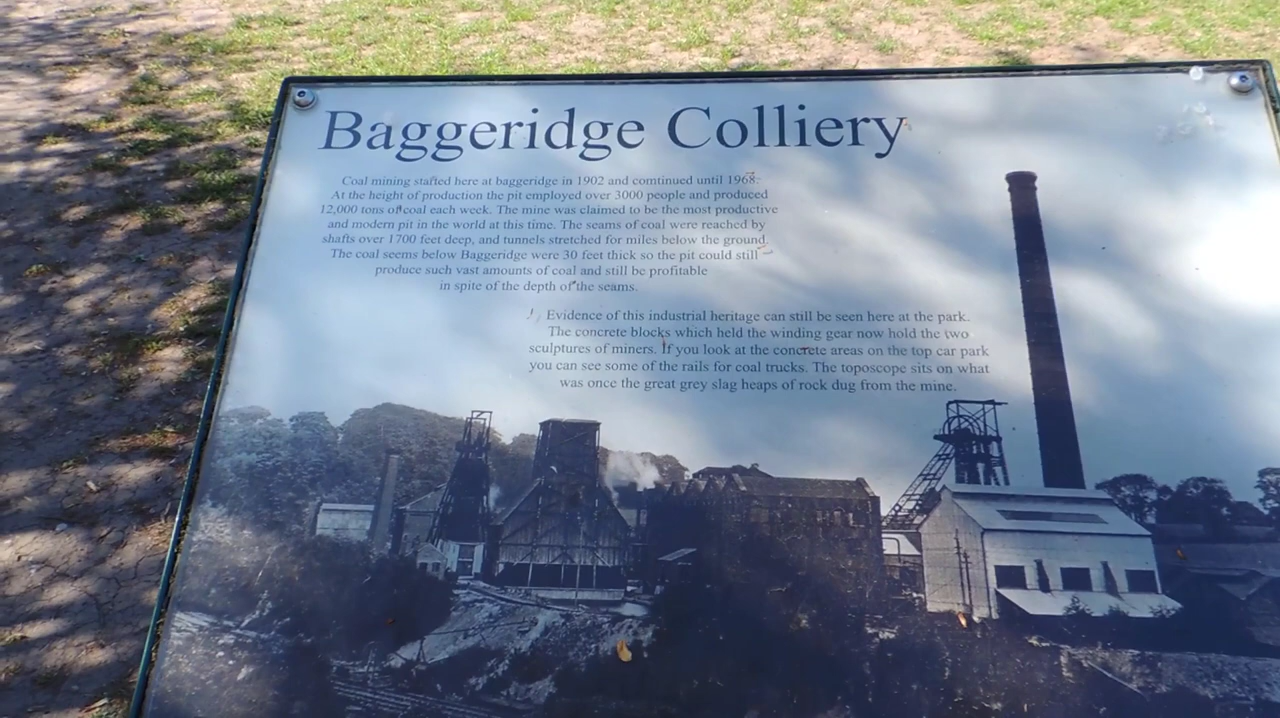 Baggeridge Colliery
Coal mining started here at baggeridge in 1902 and comtinued until 1968.
At the height of production the pit employed over 3000 people and produced
12,000 tons of coal each week. The mine was claimed to be the most productive
and modern pit in the world at this time. The seams of coal were reached by
shafts over 1700 feet deep, and tunnels stretched for miles below the ground.
The coal seems below Baggeridge were 30 feet thick so the pit could still
produce such vast amounts of coal and still be profitable
in spite of the depth of the seams.
Evidence of this industrial heritage can still be seen here at the park.
The concrete blocks which held the winding gear now hold the two
sculptures of miners. If you look at the concrete areas on the top car park
you can see some of the rails for coal trucks. The toposcope sits on what
was once the great grey slag heaps of rock dug from the mine.